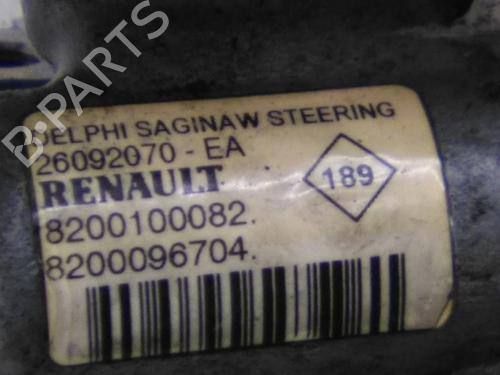 DELPHI SAGINAW STEERING
26092070 - EA
RENAULT
189
8200100082.
8200096704.
B-PARTS